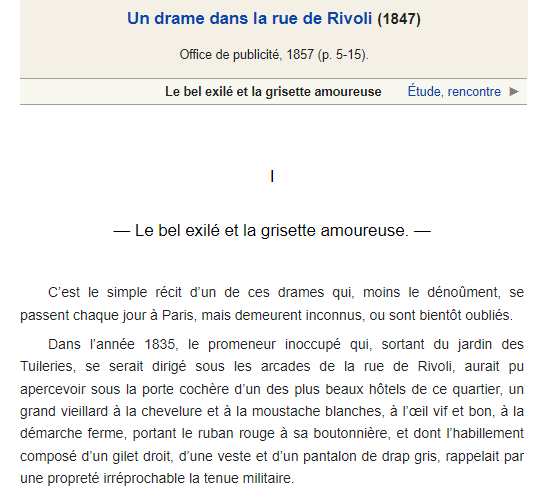 Un drame dans la rue de Rivoli (1847)
Office de publicité, 1857 (p. 5-15).
Le bel exilé et la grisette amoureuse Étude, rencontre ►
I
— Le bel exilé et la grisette amoureuse. —
C’est le simple récit d’un de ces drames qui, moins le dénoûment, se
passent chaque jour à Paris, mais demeurent inconnus, ou sont bientôt oubliés.
Dans l’année 1835, le promeneur inoccupé qui, sortant du jardin des
Tuileries, se serait dirigé sous les arcades de la rue de Rivoli, aurait pu
apercevoir sous la porte cochère d’un des plus beaux hôtels de ce quartier, un
grand vieillard à la chevelure et à la moustache blanches, à l’œil vif et bon, à la
démarche ferme, portant le ruban rouge à sa boutonnière, et dont l’habillement
composé d’un gilet droit, d’une veste et d’un pantalon de drap gris, rappelait par
une propreté irréprochable la tenue militaire.